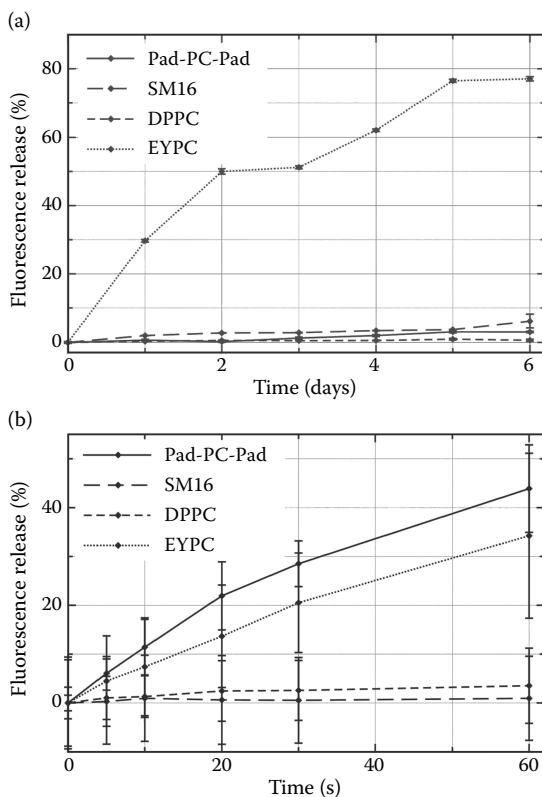 (a)
Fluorescence release (%)
80
60
40
20
0
Pad-PC-Pad
SM16
DPPC
EYPC
0 2 4 6
Time (days)
(b)
Fluorescence release (%)
40
20
0
Pad-PC-Pad
SM16
DPPC
EYPC
0 20 40 60
Time (s)